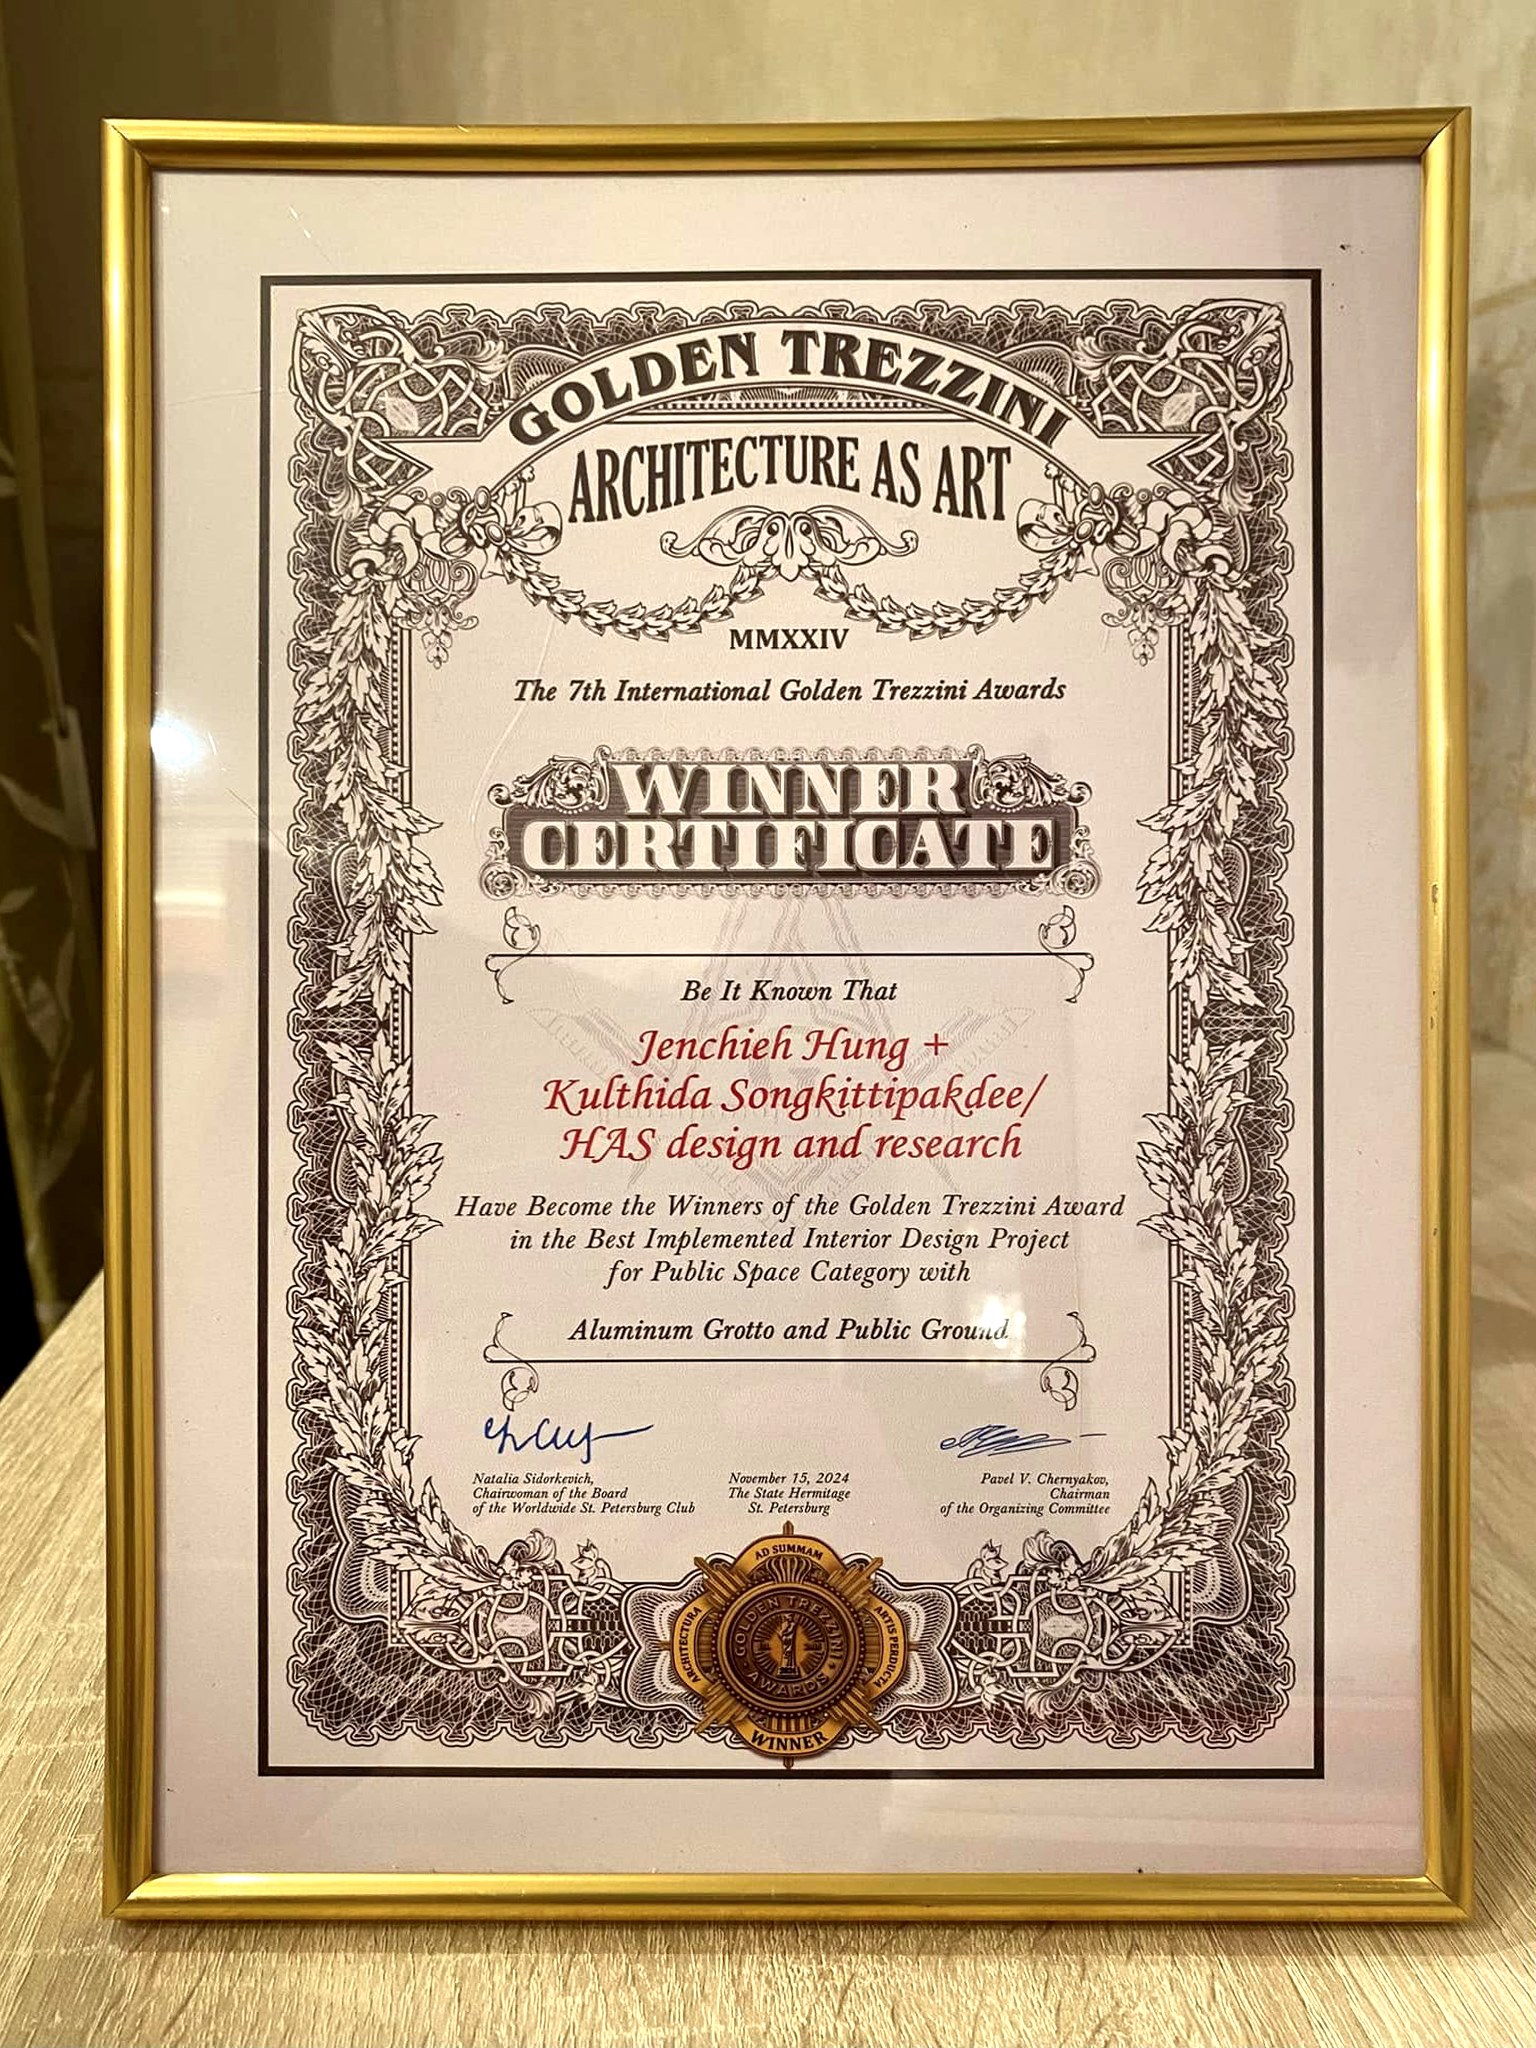 GOLDEN TREZZINI
ARCHITECTURE AS ART
MMXXIV
The 7th International Golden Trezzini Awards
WINNER
CERTIFICATE
Be It Known That
Jenchieh Hung +
Kulthida Songkittipakdee/
HAS design and research
Have Become the Winners of the Golden Trezzini Award
in the Best Implemented Interior Design Project
for Public Space Category with
Aluminum Grotto and Public Ground
Natalia Sidorkevich,
Chairwoman of the Board
of the Worldwide St. Petersburg Club
November 15, 2024
The State Hermitage
St. Petersburg
Pavel V. Chernyakov,
Chairman
of the Organizing Committee
AD SUMMAM
ARCHITECTURA
ARTIS PERDUCTA
GOLDEN TREZZINI
AWARDS
WINNER